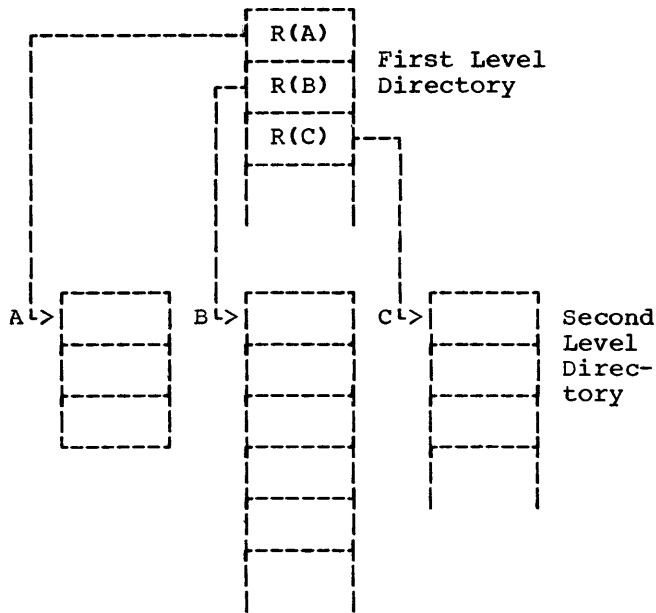 R(A)
First Level
Directory
R(B)
R(C)
A
B
C
Second
Level
Direc-
tory